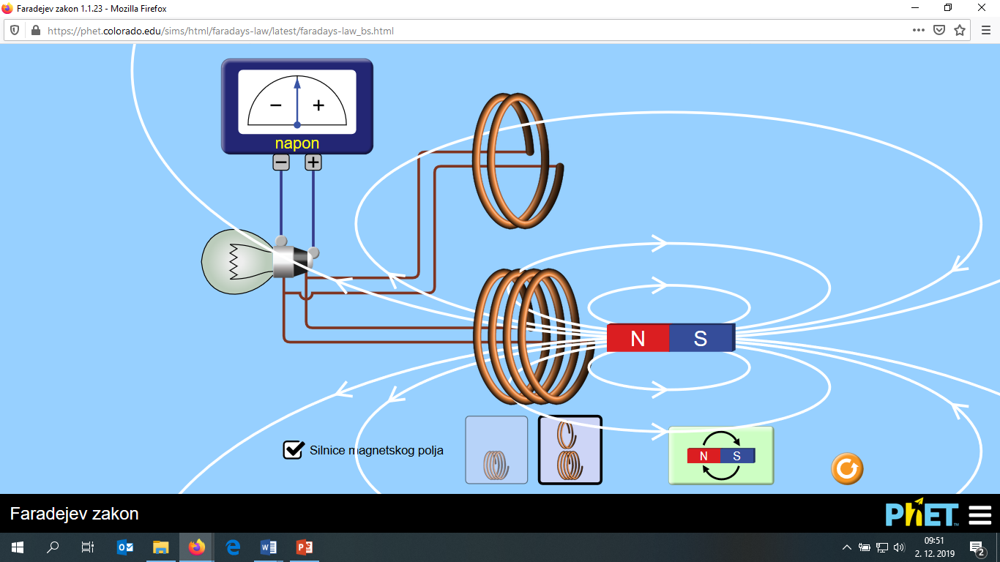 Faradejev zakon 1.1.23 - Mozilla Firefox
https://phet.colorado.edu/sims/html/faradays-law/latest/faradays-law_bs.html
− +
napon
− +
N S
Silnice magnetskog polja
N S
Faradejev zakon
PhET™
09:51
2. 12. 2019
2